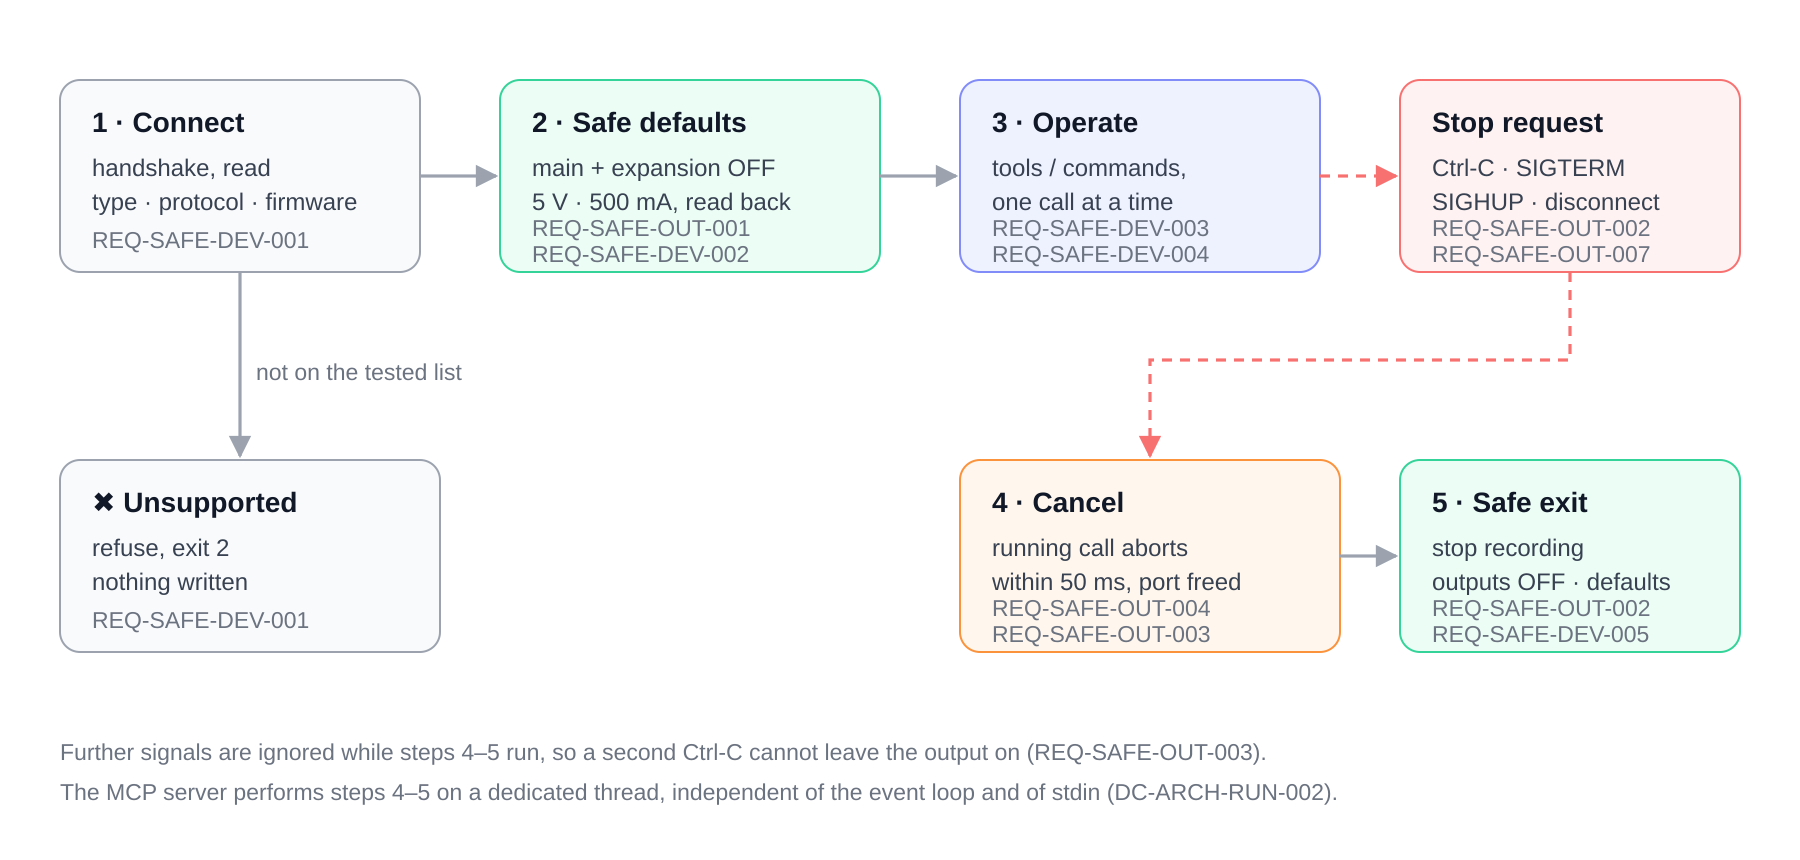 1 · Connect
handshake, read
type · protocol · firmware
REQ-SAFE-DEV-001
2 · Safe defaults
main + expansion OFF
5 V · 500 mA, read back
REQ-SAFE-OUT-001
REQ-SAFE-DEV-002
3 · Operate
tools / commands,
one call at a time
REQ-SAFE-DEV-003
REQ-SAFE-DEV-004
Stop request
Ctrl-C · SIGTERM
SIGHUP · disconnect
REQ-SAFE-OUT-002
REQ-SAFE-OUT-007
not on the tested list
✖ Unsupported
refuse, exit 2
nothing written
REQ-SAFE-DEV-001
4 · Cancel
running call aborts
within 50 ms, port freed
REQ-SAFE-OUT-004
REQ-SAFE-OUT-003
5 · Safe exit
stop recording
outputs OFF · defaults
REQ-SAFE-OUT-002
REQ-SAFE-DEV-005
Further signals are ignored while steps 4–5 run, so a second Ctrl-C cannot leave the output on (REQ-SAFE-OUT-003).
The MCP server performs steps 4–5 on a dedicated thread, independent of the event loop and of stdin (DC-ARCH-RUN-002).